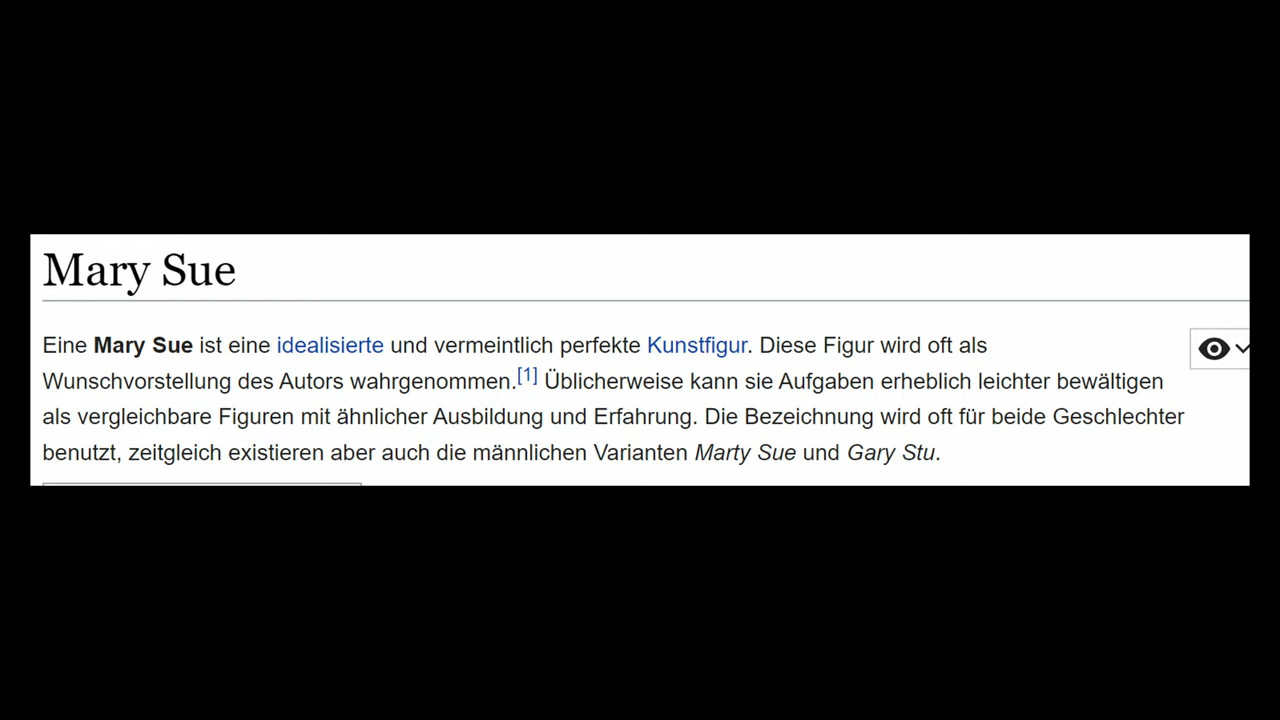 Mary Sue
Eine Mary Sue ist eine idealisierte und vermeintlich perfekte Kunstfigur. Diese Figur wird oft als
Wunschvorstellung des Autors wahrgenommen.[1] Üblicherweise kann sie Aufgaben erheblich leichter bewältigen
als vergleichbare Figuren mit ähnlicher Ausbildung und Erfahrung. Die Bezeichnung wird oft für beide Geschlechter
benutzt, zeitgleich existieren aber auch die männlichen Varianten Marty Sue und Gary Stu.